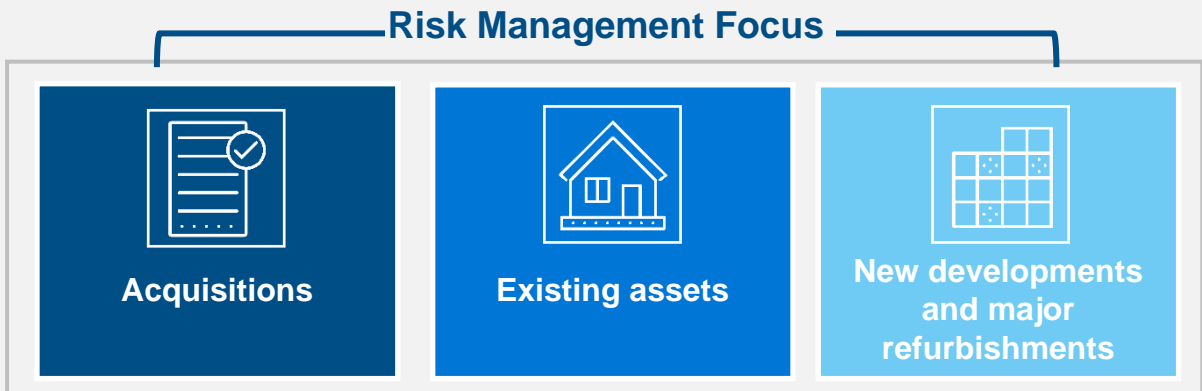 Risk Management Focus
Acquisitions
Existing assets
New developments
and major
refurbishments